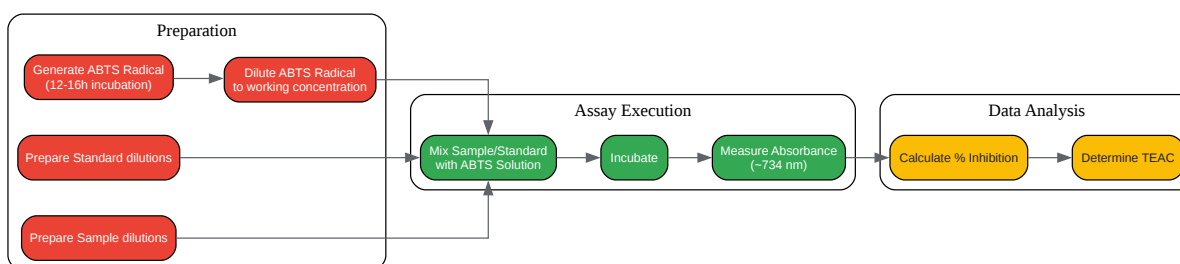 Preparation
Generate ABTS Radical
(12-16h incubation)
Dilute ABTS Radical
to working concentration
Prepare Standard dilutions
Prepare Sample dilutions
Assay Execution
Mix Sample/Standard
with ABTS Solution
Incubate
Measure Absorbance
(~734 nm)
Data Analysis
Calculate % Inhibition
Determine TEAC